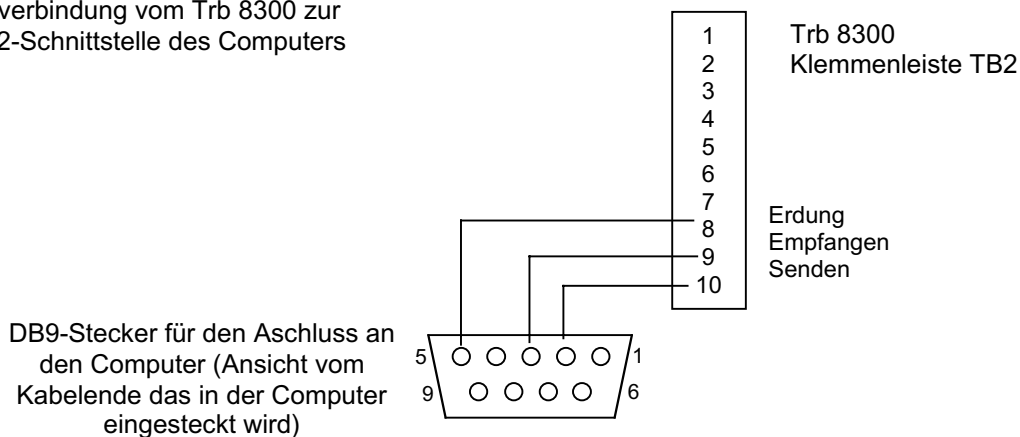 verbindung vom Trb 8300 zur
2-Schnittstelle des Computers
1
2
3
4
5
6
7
8
9
10
Trb 8300
Klemmenleiste TB2
Erdung
Empfangen
Senden
DB9-Stecker für den Aschluss an
den Computer (Ansicht vom
Kabelende das in der Computer
eingesteckt wird)
5
1
9
6